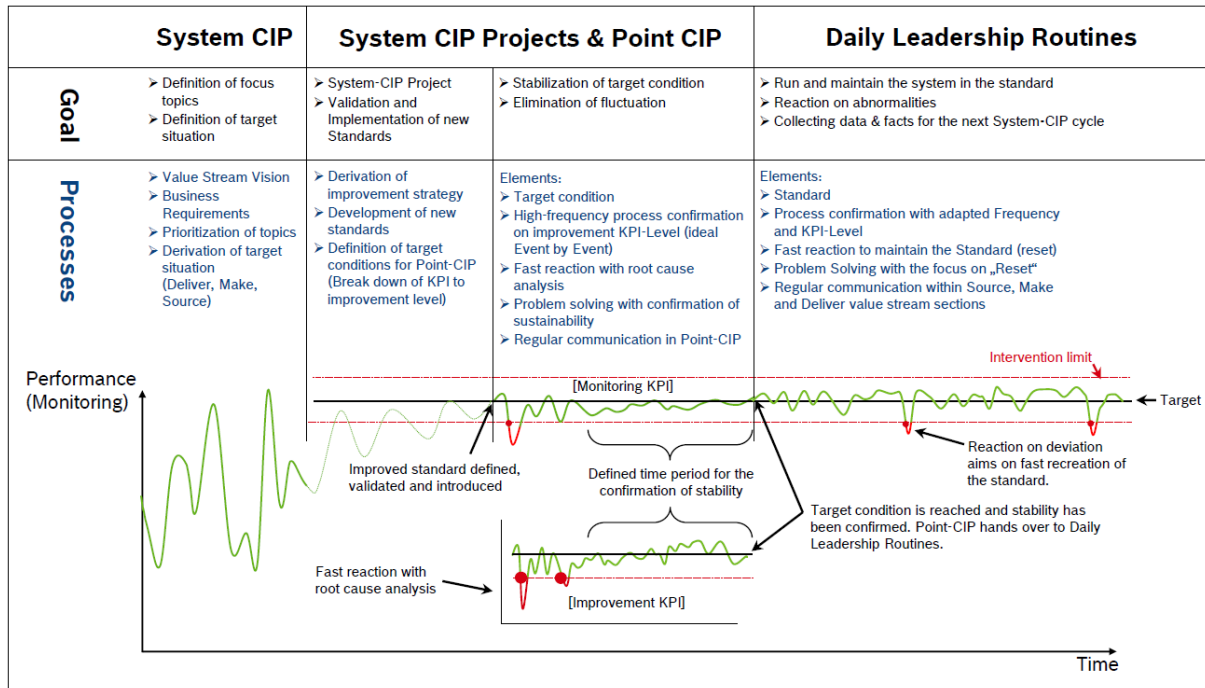 System CIP
System CIP Projects & Point CIP
Daily Leadership Routines
Goal
➢ Definition of focus
topics
➢ Definition of target
situation
➢ System-CIP Project
➢ Validation and
Implementation of new
Standards
➢ Stabilization of target condition
➢ Elimination of fluctuation
➢ Run and maintain the system in the standard
➢ Reaction on abnormalities
➢ Collecting data & facts for the next System-CIP cycle
Processes
➢ Value Stream Vision
➢ Business
Requirements
➢ Prioritization of topics
➢ Derivation of target
situation
(Deliver, Make,
Source)
➢ Derivation of
improvement strategy
➢ Development of new
standards
➢ Definition of target
conditions for Point-CIP
(Break down of KPI to
improvement level)
Elements:
➢ Target condition
➢ High-frequency process confirmation
on improvement KPI-Level (ideal
Event by Event)
➢ Fast reaction with root cause
analysis
➢ Problem solving with confirmation of
sustainability
➢ Regular communication in Point-CIP
Elements:
➢ Standard
➢ Process confirmation with adapted Frequency
and KPI-Level
➢ Fast reaction to maintain the Standard (reset)
➢ Problem Solving with the focus on „Reset“
➢ Regular communication within Source, Make
and Deliver value stream sections
Performance
(Monitoring)
[Monitoring KPI]
Intervention limit
Target
Improved standard defined,
validated and introduced
Defined time period for the
confirmation of stability
Reaction on deviation
aims on fast recreation of
the standard.
Target condition is reached and stability has
been confirmed. Point-CIP hands over to Daily
Leadership Routines.
Fast reaction with
root cause analysis
[Improvement KPI]
Time